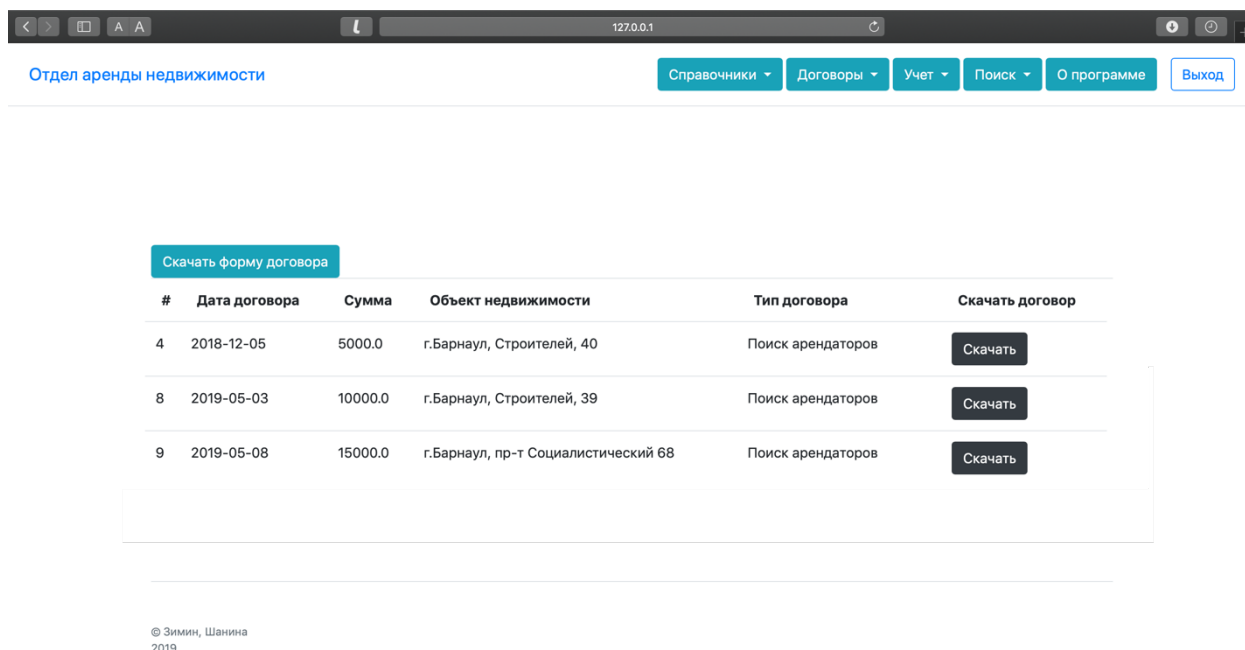 A A 127.0.0.1
Отдел аренды недвижимости Справочники Договоры Учет Поиск О программе Выход
Скачать форму договора
# Дата договора Сумма Объект недвижимости Тип договора Скачать договор
4 2018-12-05 5000.0 г.Барнаул, Строителей, 40 Поиск арендаторов Скачать
8 2019-05-03 10000.0 г.Барнаул, Строителей, 39 Поиск арендаторов Скачать
9 2019-05-08 15000.0 г.Барнаул, пр-т Социалистический 68 Поиск арендаторов Скачать
© Зимин, Шанина
2019